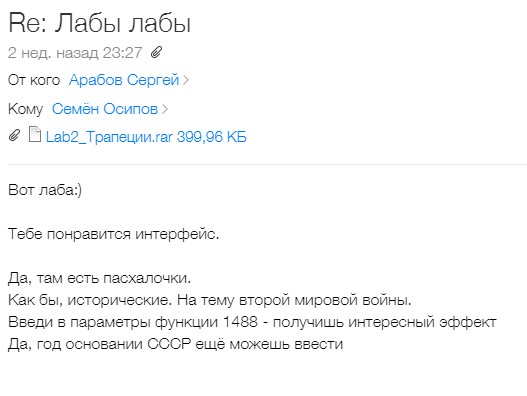 Re: Лабы лабы
2 нед. назад 23:27
От кого Арабов Сергей
Кому Семён Осипов
Lab2_Трапеции.rar 399,96 КБ
Вот лаба:)
Тебе понравится интерфейс.
Да, там есть пасхалочки.
Как бы, исторические. На тему второй мировой войны.
Введи в параметры функции 1488 - получишь интересный эффект
Да, год основании СССР ещё можешь ввести